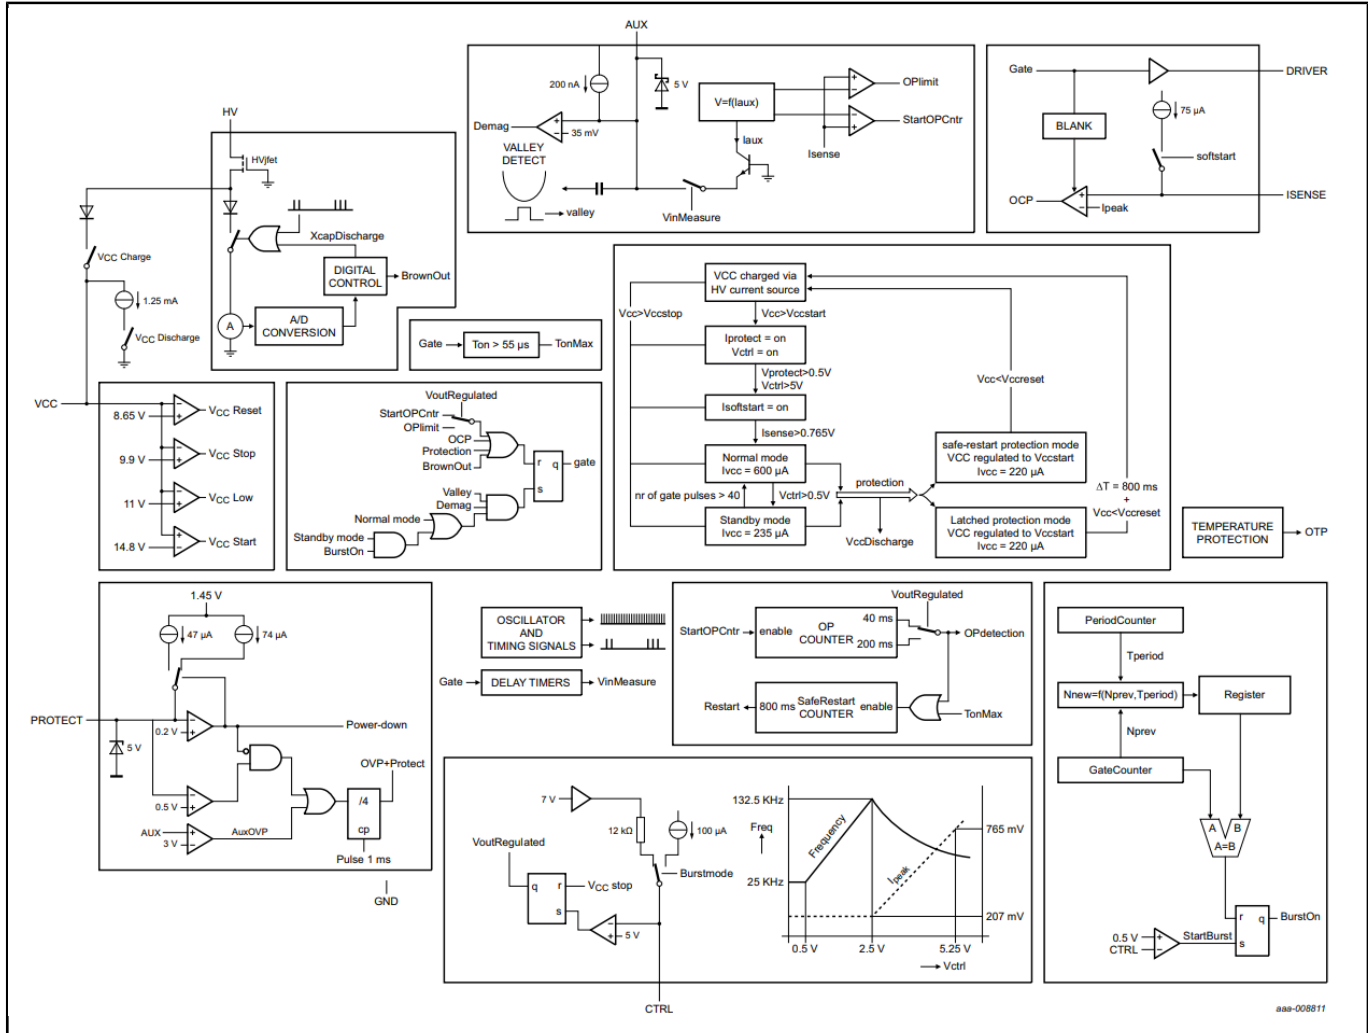 AUX
200 nA
5 V
Demag
+
−
35 mV
VALLEY
DETECT
valley
V=f(Iaux)
Iaux
VinMeasure
Isense
+
−
OPlimit
−
+
StartOPCntr
Gate
DRIVER
75 µA
BLANK
softstart
ISENSE
OCP
+
−
Ipeak
HV
HVjfet
XcapDischarge
DIGITAL
CONTROL
BrownOut
A
A/D
CONVERSION
VCC Charge
1.25 mA
VCC Discharge
Gate
Ton > 55 µs
TonMax
VCC
8.65 V
−
+
VCC Reset
9.9 V
−
+
VCC Stop
11 V
−
+
VCC Low
14.8 V
+
−
VCC Start
VoutRegulated
StartOPCntr
OPlimit
OCP
Protection
BrownOut
r
q
s
gate
Valley
Demag
Normal mode
Standby mode
BurstOn
VCC charged via
HV current source
Vcc>Vccstop
Vcc>Vccstart
Iprotect = on
Vctrl = on
Vprotect>0.5V
Vctrl>5V
Isoftstart = on
Isense>0.765V
Normal mode
Ivcc = 600 µA
nr of gate pulses > 40
Vctrl>0.5V
Standby mode
Ivcc = 235 µA
protection
VccDischarge
Vcc<Vccreset
safe-restart protection mode
VCC regulated to Vccstart
Ivcc = 220 µA
Latched protection mode
VCC regulated to Vccstart
Ivcc = 220 µA
ΔT = 800 ms
+
Vcc<Vccreset
TEMPERATURE
PROTECTION
OTP
1.45 V
47 µA
74 µA
PROTECT
5 V
0.2 V
−
+
Power-down
0.5 V
−
+
AUX
3 V
+
−
AuxOVP
OVP+Protect
/4
cp
Pulse 1 ms
GND
OSCILLATOR
AND
TIMING SIGNALS
Gate
DELAY TIMERS
VinMeasure
VoutRegulated
StartOPCntr
enable
OP
COUNTER
40 ms
200 ms
OPdetection
Restart
800 ms
SafeRestart
COUNTER
enable
TonMax
7 V
12 kΩ
100 µA
Burstmode
VoutRegulated
q
r
s
VCC stop
−
+
5 V
CTRL
132.5 KHz
Freq
25 KHz
Frequency
Ipeak
765 mV
207 mV
0.5 V
2.5 V
5.25 V
Vctrl
PeriodCounter
Tperiod
Nnew=f(Nprev,Tperiod)
Register
Nprev
GateCounter
A
B
A=B
r
q
s
BurstOn
0.5 V
CTRL
+
−
StartBurst
aaa-008811